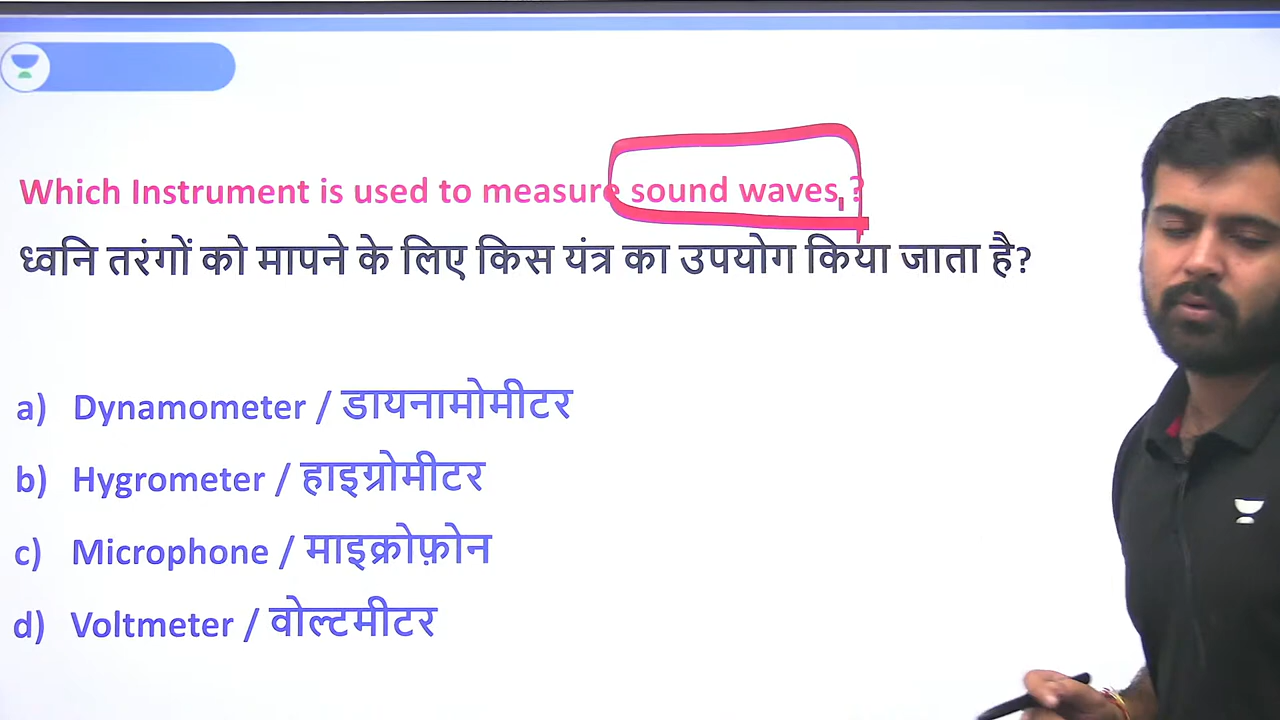 Which Instrument is used to measure sound waves, ?
ध्वनि तरंगों को मापने के लिए किस यंत्र का उपयोग किया जाता है?
a) Dynamometer / डायनामोमीटर
b) Hygrometer / हाइग्रोमीटर
c) Microphone / माइक्रोफ़ोन
d) Voltmeter / वोल्टमीटर